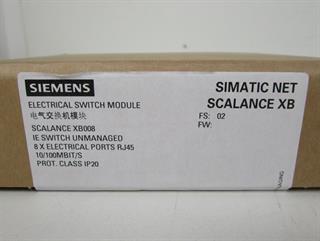 SIEMENS
SIMATIC NET
SCALANCE XB
ELECTRICAL SWITCH MODULE
电气交换机模块
FS: 02
FW:
SCALANCE XB008
IE SWITCH UNMANAGED
8 X ELECTRICAL PORTS RJ45
10/100MBIT/S
PROT. CLASS IP20